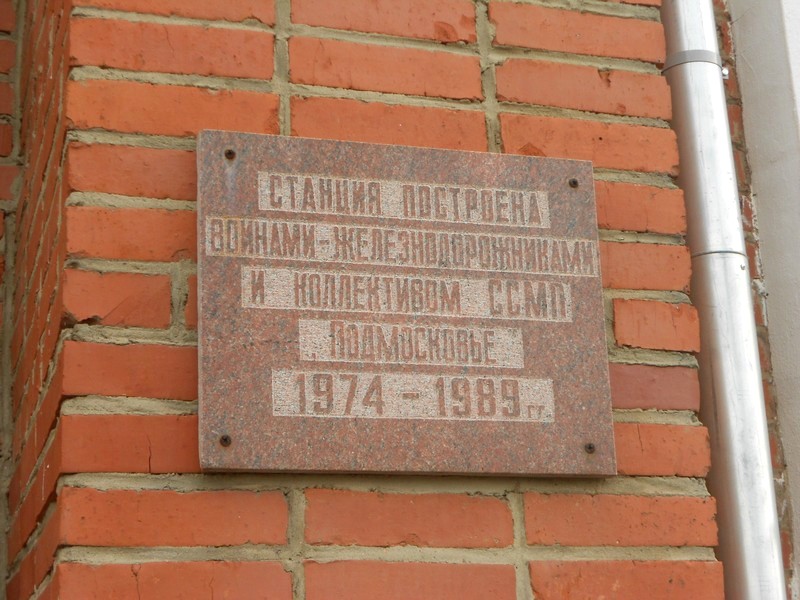 СТАНЦИЯ ПОСТРОЕНА
ВОИНАМИ-ЖЕЛЕЗНОДОРОЖНИКАМИ
И КОЛЛЕКТИВОМ ССМП
„ПОДМОСКОВЬЕ"
1974 - 1989 гг.